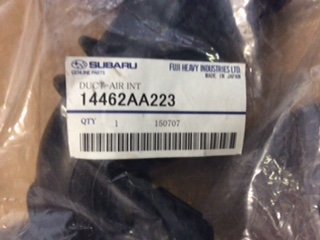 SUBARU
GENUINE PARTS
FUJI HEAVY INDUSTRIES LTD.
MADE IN JAPAN
DUCT-AIR INT
14462AA223
QTY 1 150707